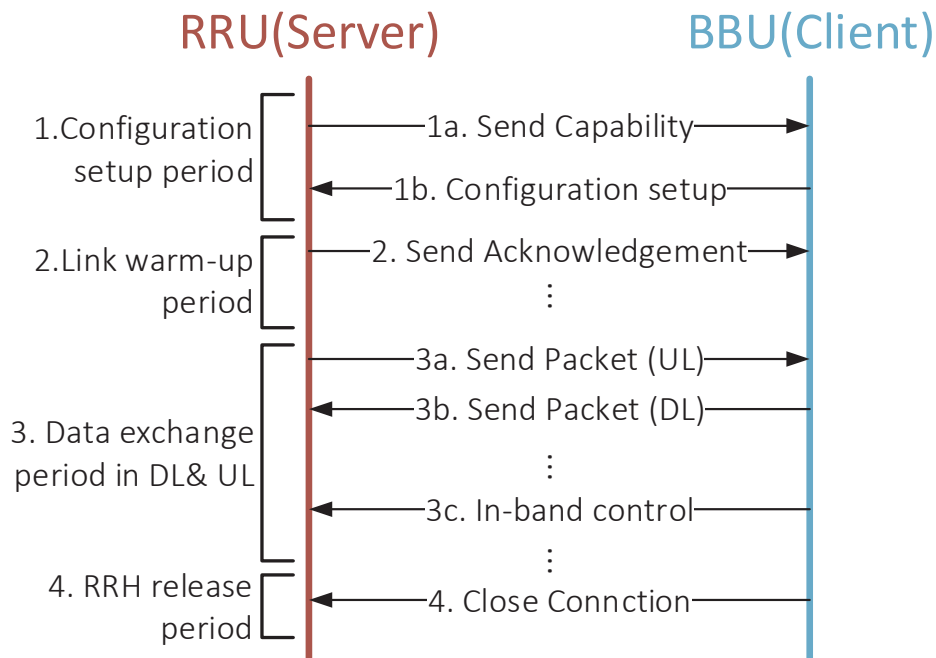 RRU(Server)
BBU(Client)
1.Configuration
setup period
1a. Send Capability
1b. Configuration setup
2.Link warm-up
period
2. Send Acknowledgement
⋮
3. Data exchange
period in DL& UL
3a. Send Packet (UL)
3b. Send Packet (DL)
⋮
3c. In-band control
⋮
4. RRH release
period
4. Close Connction